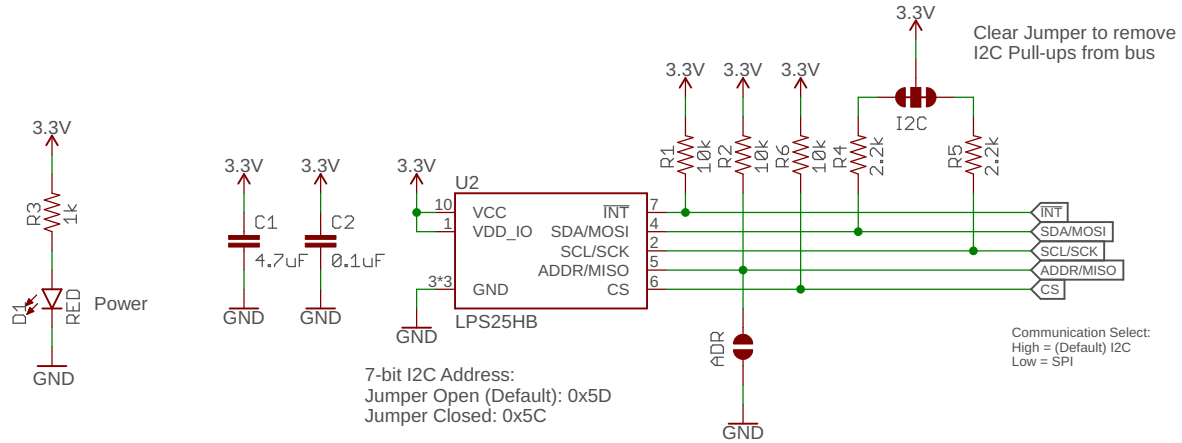 3.3V
Clear Jumper to remove
I2C Pull-ups from bus
3.3V
3.3V
3.3V
I2C
3.3V
R3
1k
D1
RED
Power
GND
3.3V
C1
4.7uF
GND
3.3V
C2
0.1uF
GND
3.3V
R1
10k
R2
10k
R6
10k
R4
2.2k
R5
2.2k
U2
10
VCC
INT
7
1
VDD_IO
SDA/MOSI
4
SCL/SCK
2
ADDR/MISO
5
3*3
GND
CS
6
LPS25HB
GND
INT
SDA/MOSI
SCL/SCK
ADDR/MISO
CS
ADR
GND
Communication Select:
High = (Default) I2C
Low = SPI
7-bit I2C Address:
Jumper Open (Default): 0x5D
Jumper Closed: 0x5C